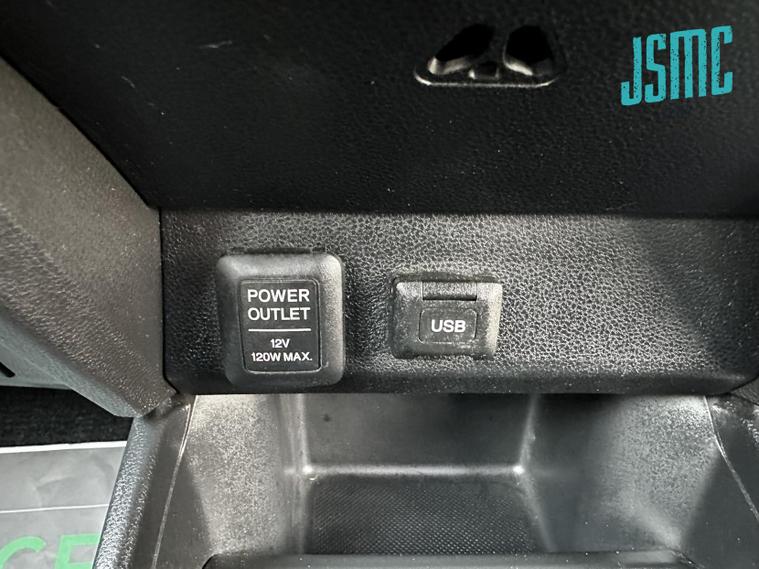 JSMC
POWER
OUTLET
12V
120W MAX.
USB